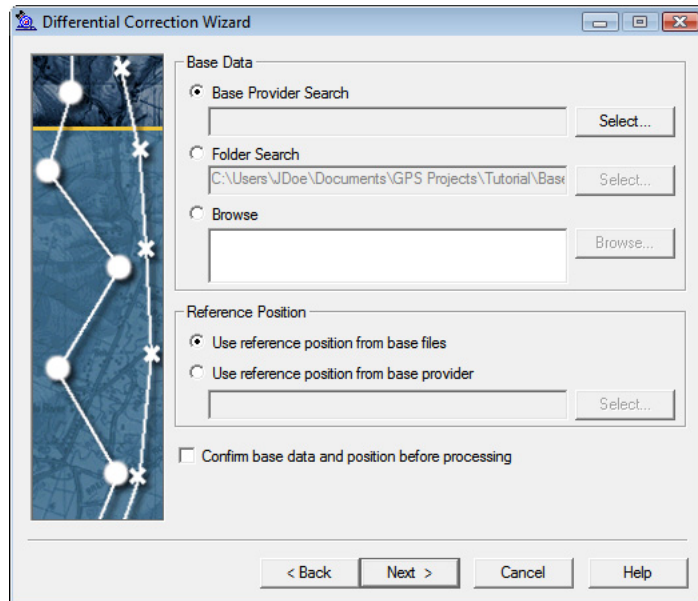 Differential Correction Wizard
Base Data
Base Provider Search
Select...
Folder Search
C:\Users\JDoe\Documents\GPS Projects\Tutorial\Base
Select...
Browse
Browse...
Reference Position
Use reference position from base files
Use reference position from base provider
Select...
Confirm base data and position before processing
< Back
Next >
Cancel
Help